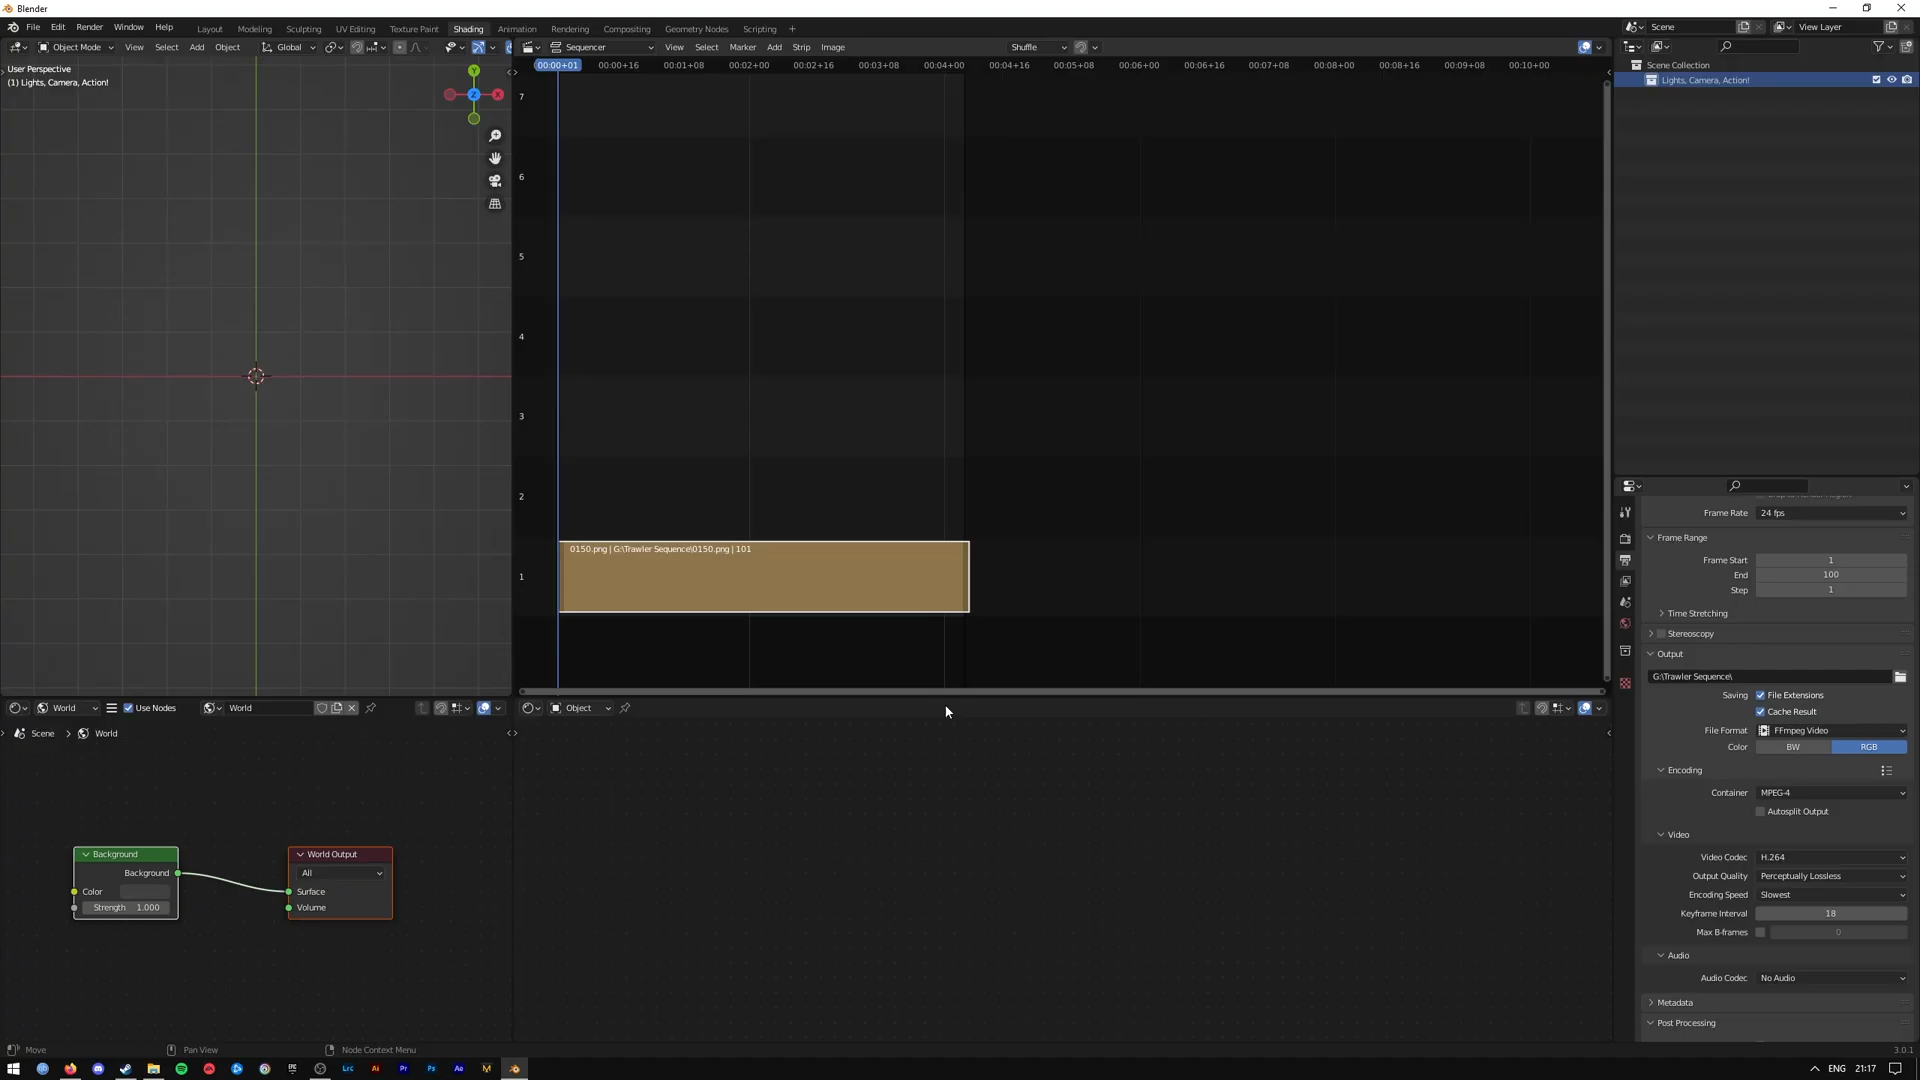 Blender
File Edit Render Window Help Layout Modeling Sculpting UV Editing Texture Paint Shading Animation Rendering Compositing Geometry Nodes Scripting + Scene View Layer
Object Mode View Select Add Object Global
Sequencer View Select Marker Add Strip Image Shuffle
User Perspective
(1) Lights, Camera, Action!
Y
Z
X
00:00+01 00:00+16 00:01+08 00:02+00 00:02+16 00:03+08 00:04+00 00:04+16 00:05+08 00:06+00 00:06+16 00:07+08 00:08+00 00:08+16 00:09+08 00:10+00
7
6
5
4
3
2
1
0150.png | G:\Trawler Sequence\0150.png | 101
Scene Collection
Lights, Camera, Action!
Frame Rate 24 fps
Frame Range
Frame Start 1
End 100
Step 1
Time Stretching
Stereoscopy
Output
G:\Trawler Sequence\
Saving File Extensions
Cache Result
File Format FFmpeg Video
Color BW RGB
Encoding
Container MPEG-4
Autosplit Output
Video
Video Codec H.264
Output Quality Perceptually Lossless
Encoding Speed Slowest
Keyframe Interval 18
Max B-frames 0
Audio
Audio Codec No Audio
Metadata
Post Processing
World Use Nodes World
Object
Scene > World
Background
Background
Color
Strength 1.000
World Output
All
Surface
Volume
Move Pan View Node Context Menu 3.0.1
Lrc Ai Pr Ps Ae ENG 21:17